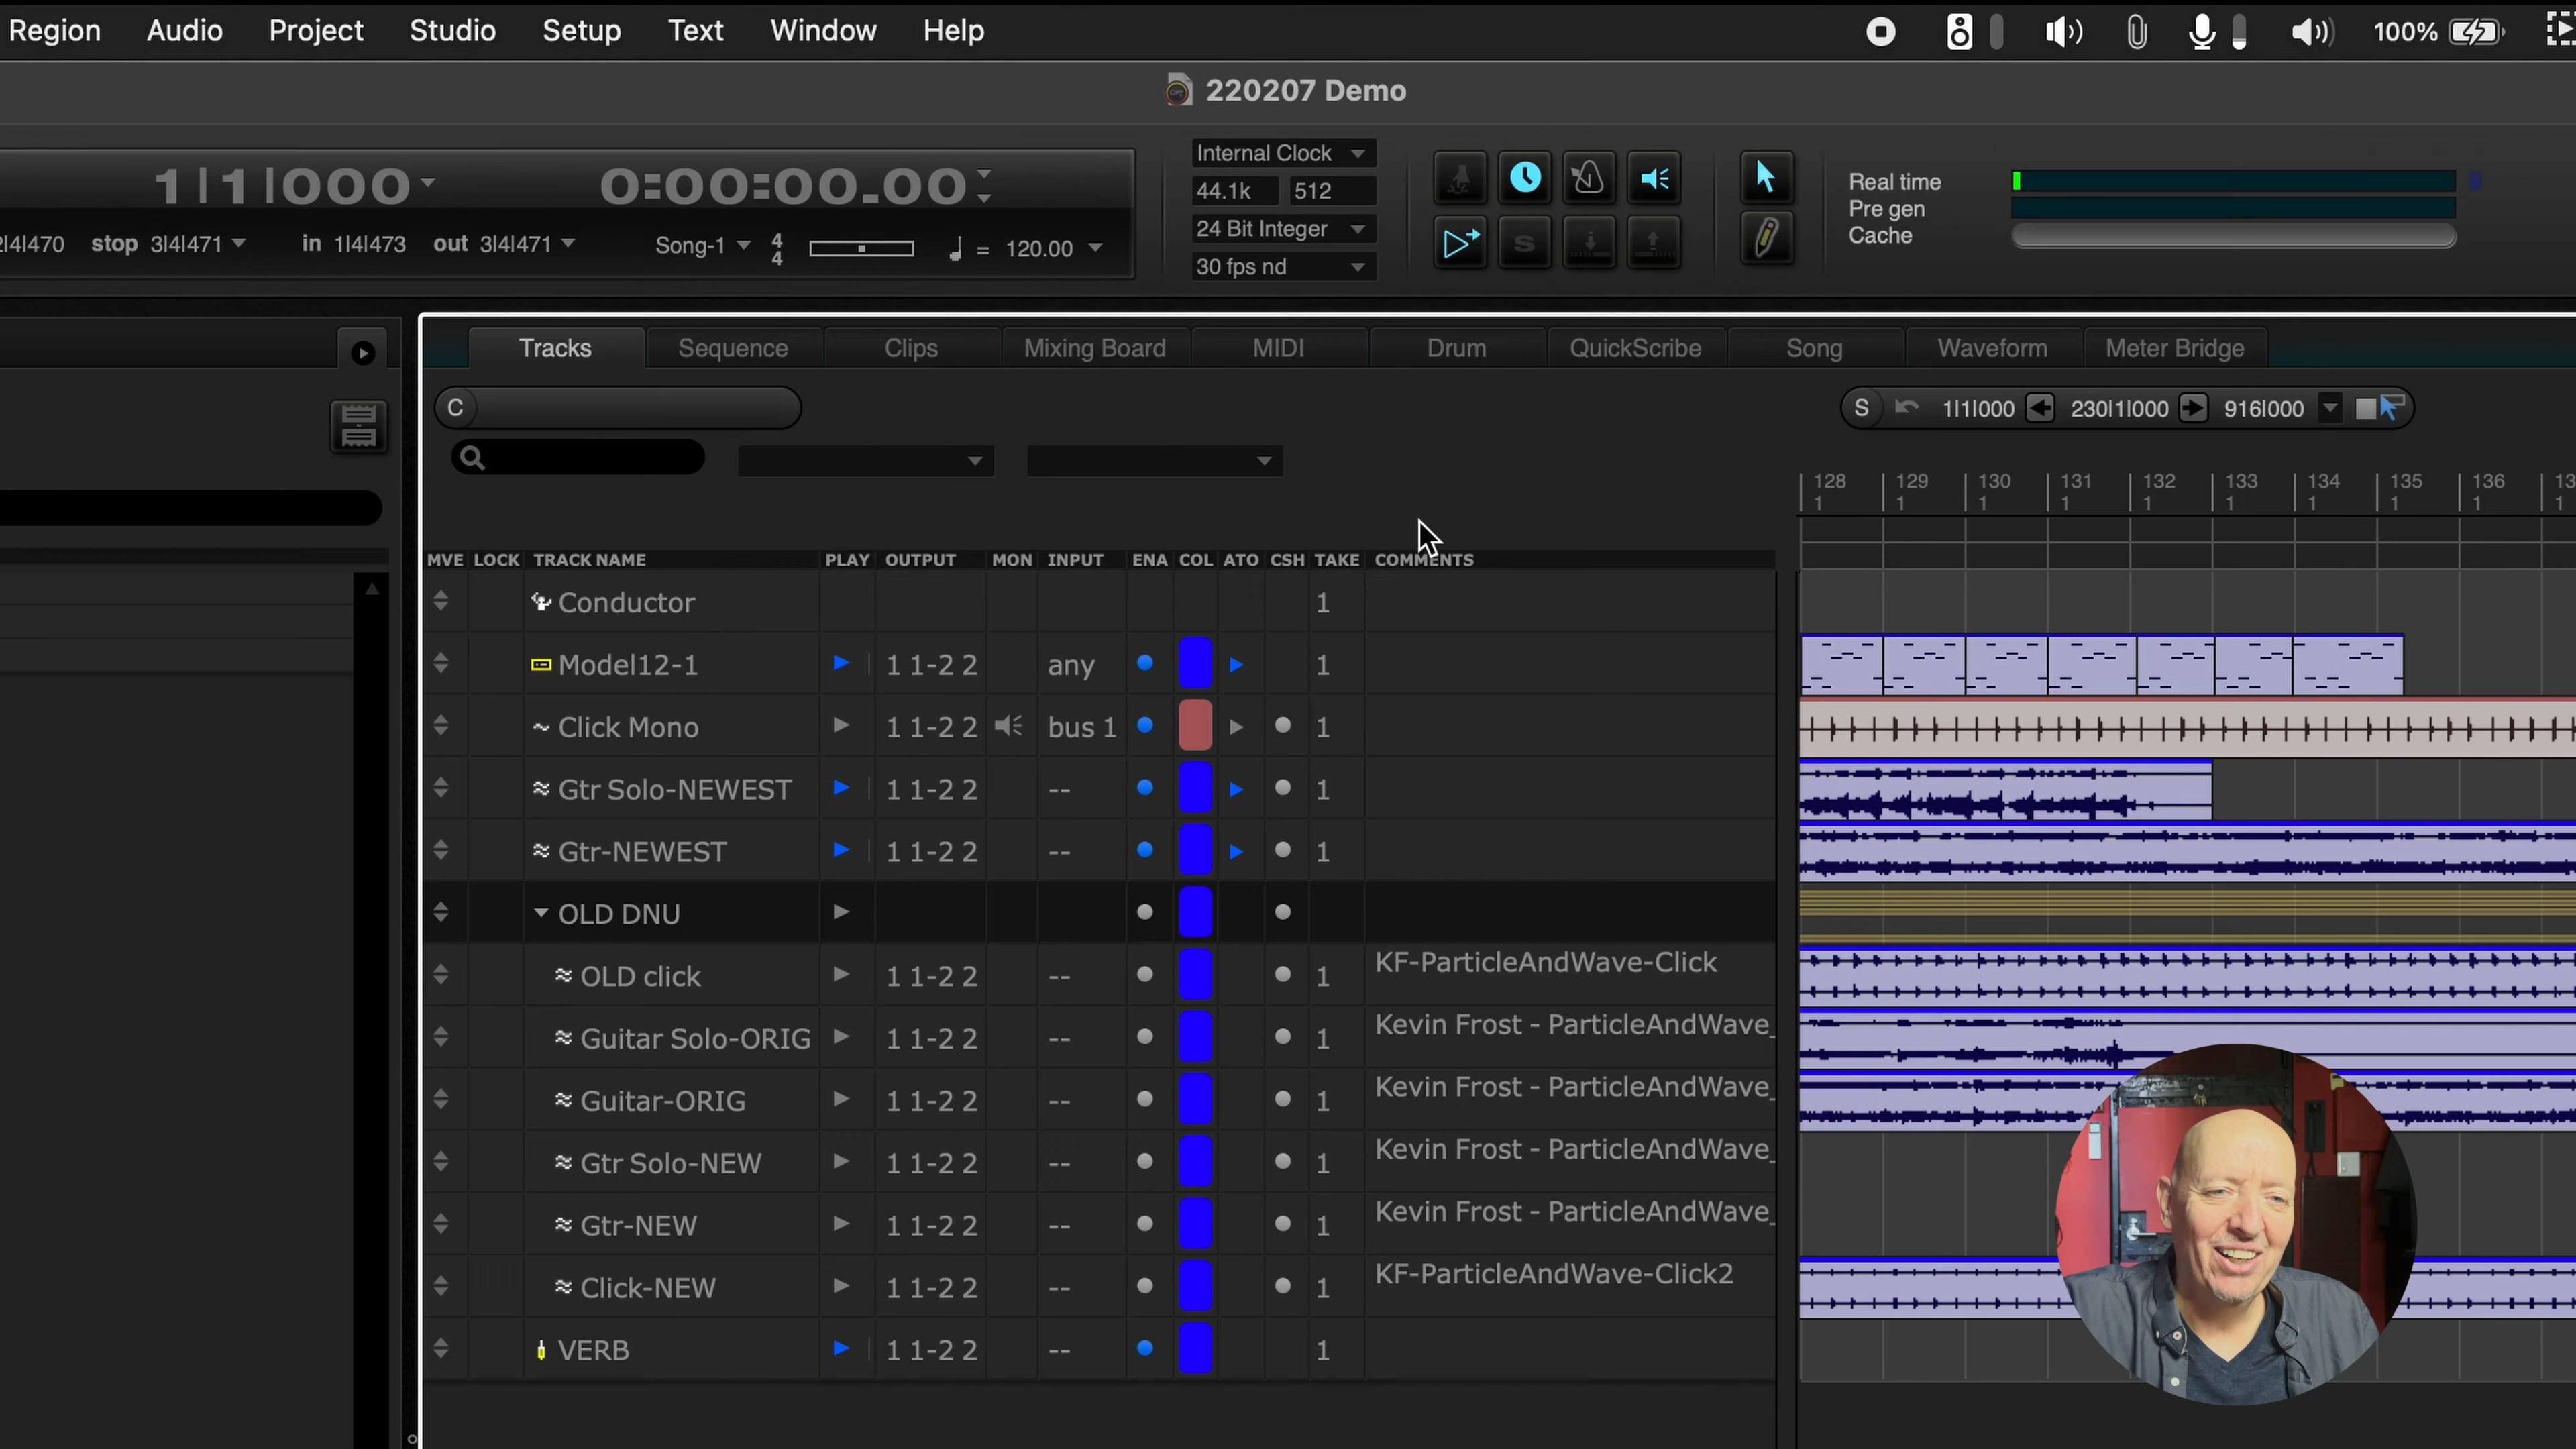 Region Audio Project Studio Setup Text Window Help 100%
220207 Demo
1|1|000 0:00:00.00
Internal Clock
44.1k 512
24 Bit Integer
30 fps nd
Real time
Pre gen
Cache
2|4|470 stop 3|4|471 in 1|4|473 out 3|4|471 Song-1 4 4 = 120.00
S
Tracks Sequence Clips Mixing Board MIDI Drum QuickScribe Song Waveform Meter Bridge
C
S 1|1|000 230|1|000 916|000
128 129 130 131 132 133 134 135 136 13
1 1 1 1 1 1 1 1 1
MVE LOCK TRACK NAME PLAY OUTPUT MON INPUT ENA COL ATO CSH TAKE COMMENTS
Conductor 1
Model12-1 1 1-2 2 any 1
Click Mono 1 1-2 2 bus 1 1
Gtr Solo-NEWEST 1 1-2 2 -- 1
Gtr-NEWEST 1 1-2 2 -- 1
OLD DNU
OLD click 1 1-2 2 -- 1 KF-ParticleAndWave-Click
Guitar Solo-ORIG 1 1-2 2 -- 1 Kevin Frost - ParticleAndWave_
Guitar-ORIG 1 1-2 2 -- 1 Kevin Frost - ParticleAndWave_
Gtr Solo-NEW 1 1-2 2 -- 1 Kevin Frost - ParticleAndWave_
Gtr-NEW 1 1-2 2 -- 1 Kevin Frost - ParticleAndWave_
Click-NEW 1 1-2 2 -- 1 KF-ParticleAndWave-Click2
VERB 1 1-2 2 -- 1